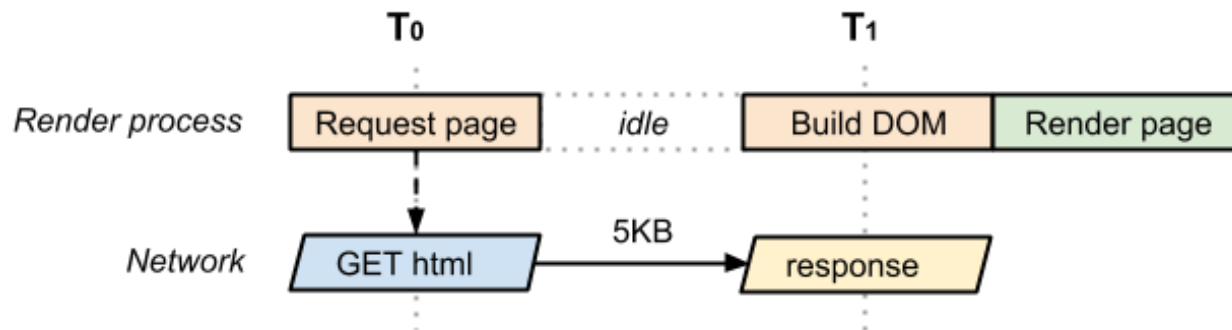 T0 T1
Render process Request page idle Build DOM Render page
5KB
Network GET html response